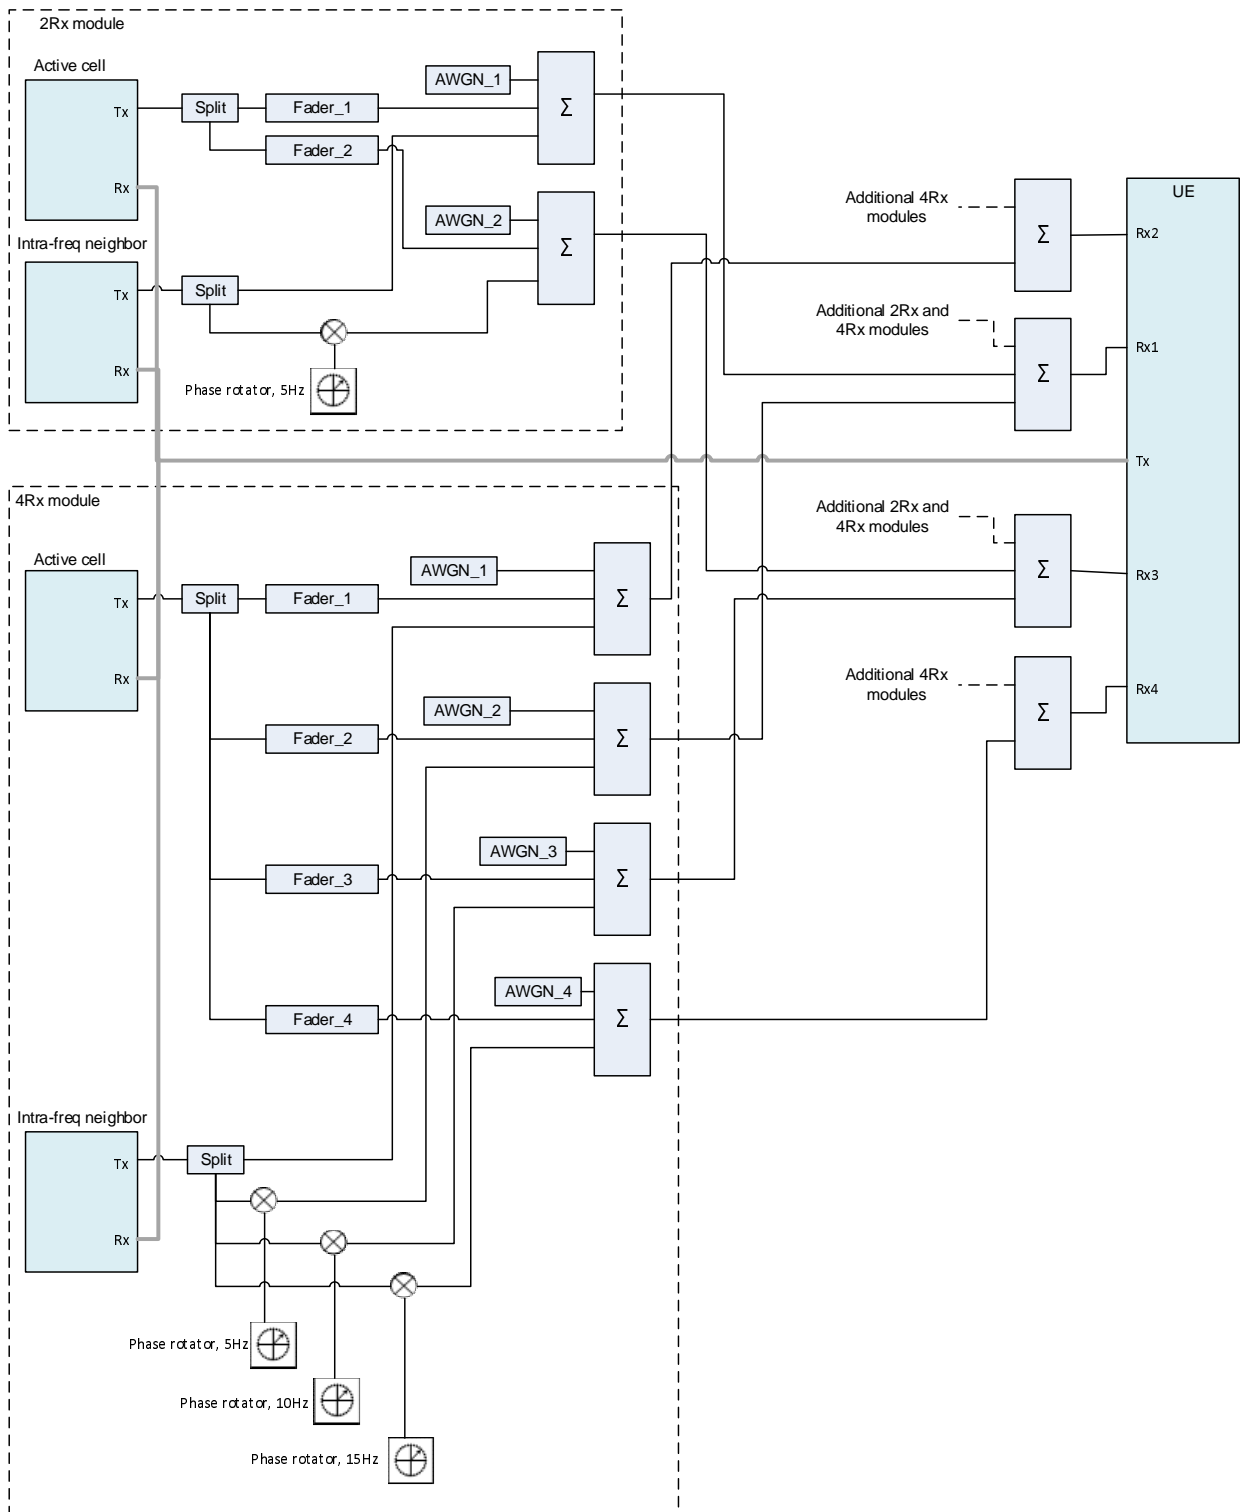 2Rx module
Active cell
Tx
Rx
Split
Fader_1
Fader_2
AWGN_1
Σ
AWGN_2
Σ
Intra-freq neighbor
Tx
Rx
Split
Phase rotator, 5Hz
4Rx module
Active cell
Tx
Rx
Split
Fader_1
AWGN_1
Σ
Fader_2
AWGN_2
Σ
Fader_3
AWGN_3
Σ
Fader_4
AWGN_4
Σ
Intra-freq neighbor
Tx
Rx
Split
Phase rotator, 5Hz
Phase rotator, 10Hz
Phase rotator, 15Hz
Additional 4Rx
modules
Σ
Additional 2Rx and
4Rx modules
Σ
Additional 2Rx and
4Rx modules
Σ
Additional 4Rx
modules
Σ
UE
Rx2
Rx1
Tx
Rx3
Rx4